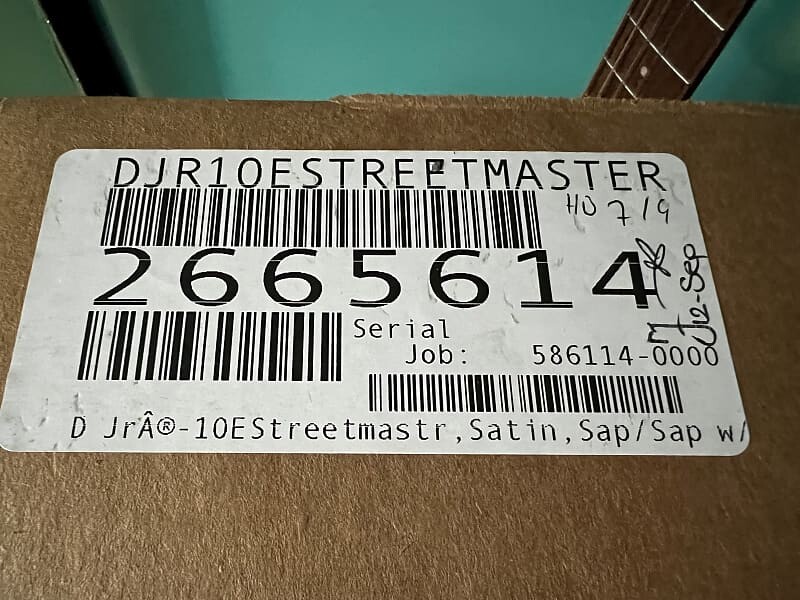 DJR10ESTREETMASTER
HO 7/9
2665614
Serial
Job: 586114-0000
D JrÂ®-10EStreetmastr,Satin,Sap/Sap w/